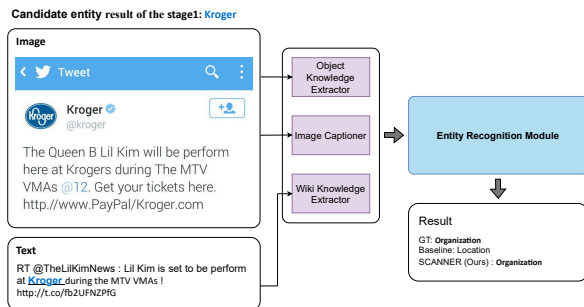 Candidate entity result of the stage1: Kroger
Image
Tweet
Kroger
Kroger
@kroger
The Queen B Lil Kim will be perform
here at Krogers during The MTV
VMAs @12. Get your tickets here.
http://www.PayPal/Kroger.com
Text
RT @TheLilKimNews : Lil Kim is set to be perform
at Kroger during the MTV VMAs !
http://t.co/fb2UFNZPfG
Object
Knowledge
Extractor
Image Captioner
Wiki Knowledge
Extractor
Entity Recognition Module
Result
GT: Organization
Baseline: Location
SCANNER (Ours) : Organization